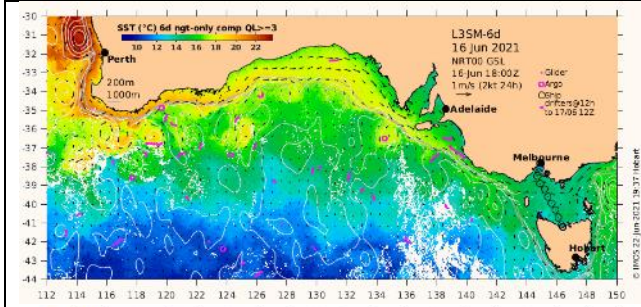 SST (°C) 6d ngt-only comp QL>=3
10 12 14 16 18 20 22
L3SM-6d
16 Jun 2021
NRT00 GSL
16-Jun 18:00Z
1m/s (2kt 24h)
Glider
Argo
Ship
drifters@12h
to 17/06 12Z
Perth
200m
1000m
Adelaide
Melbourne
Hobart
-30
-31
-32
-33
-34
-35
-36
-37
-38
-39
-40
-41
-42
-43
-44
112 114 116 118 120 122 124 126 128 131 132 134 136 138 140 142 144 146 148 150
© IMOS 22-Jun-2021 19:37 Hobart